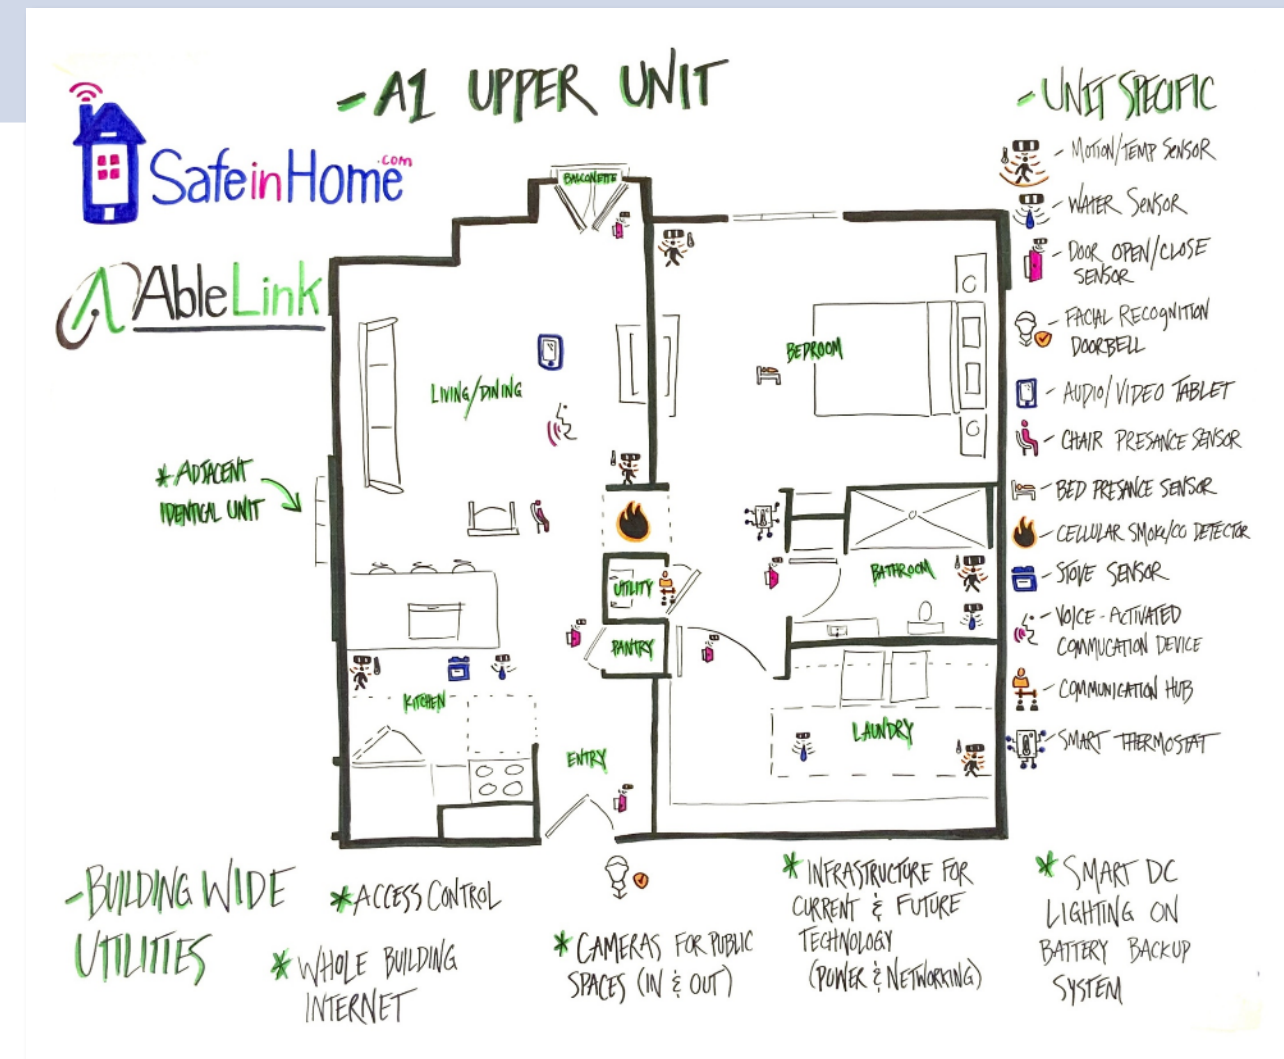 - A1 UPPER UNIT
SafeinHome.com
AbleLink
BALCONETTE
LIVING/DINING
BEDROOM
* ADJACENT
IDENTICAL UNIT
UTILITY
BATHROOM
PANTRY
KITCHEN
ENTRY
LAUNDRY
- UNIT SPECIFIC
- MOTION/TEMP SENSOR
- WATER SENSOR
- DOOR OPEN/CLOSE
SENSOR
- FACIAL RECOGNITION
DOORBELL
- AUDIO/VIDEO TABLET
- CHAIR PRESANCE SENSOR
- BED PRESANCE SENSOR
- CELLULAR SMOKE/CO DETECTOR
- STOVE SENSOR
- VOICE-ACTIVATED
COMMUCATION DEVICE
- COMMUNICATION HUB
- SMART THERMOSTAT
- BUILDING WIDE
UTILITIES
* ACCESS CONTROL
* WHOLE BUILDING
INTERNET
* CAMERAS FOR PUBLIC
SPACES (IN & OUT)
* INFRASTRUCTURE FOR
CURRENT & FUTURE
TECHNOLOGY
(POWER & NETWORKING)
* SMART DC
LIGHTING ON
BATTERY BACKUP
SYSTEM